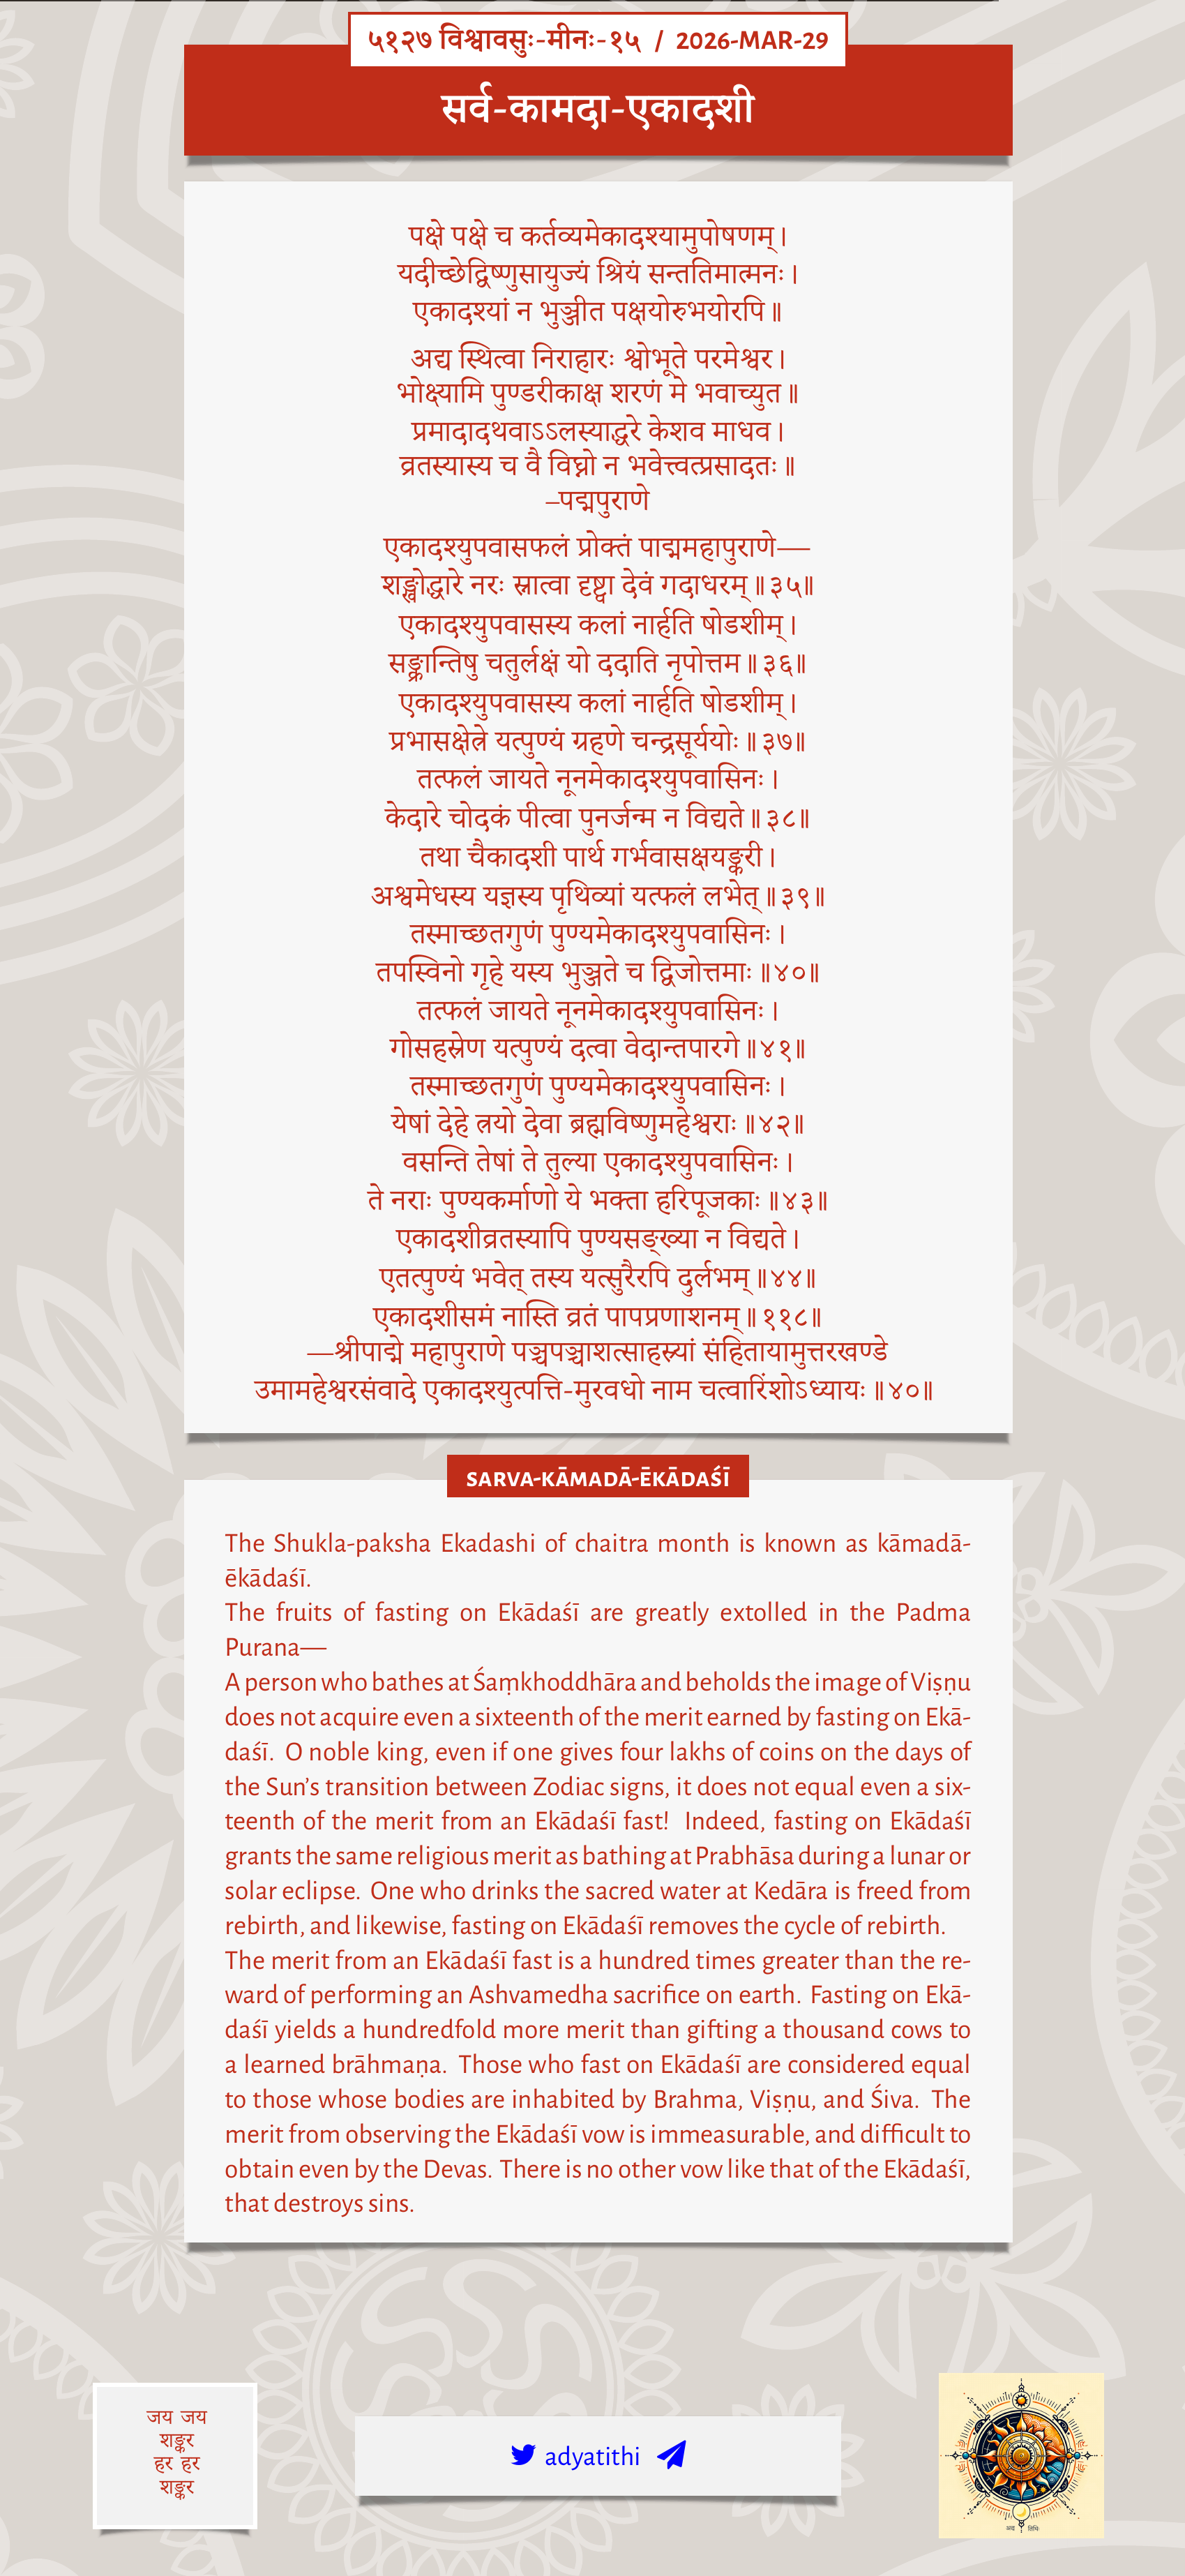 ५१२७ विश्वावसुः-मीनः-१५ / 2026-MAR-29
सर्व-कामदा-एकादशी
पक्षे पक्षे च कर्तव्यमेकादश्यामुपोषणम्।
यदीच्छेद्विष्णुसायुज्यं श्रियं सन्ततिमात्मनः।
एकादश्यां न भुञ्जीत पक्षयोरुभयोरपि॥
अद्य स्थित्वा निराहारः श्वोभूते परमेश्वर।
भोक्ष्यामि पुण्डरीकाक्ष शरणं मे भवाच्युत॥
प्रमादादथवाऽऽलस्याद्धरे केशव माधव।
व्रतस्यास्य च वै विघ्नो न भवेत्त्वत्प्रसादतः॥
–पद्मपुराणे
एकादश्युपवासफलं प्रोक्तं पाद्ममहापुराणे—
शङ्खोद्धारे नरः स्नात्वा दृष्ट्वा देवं गदाधरम्॥३५॥
एकादश्युपवासस्य कलां नार्हति षोडशीम्।
सङ्क्रान्तिषु चतुर्लक्षं यो ददाति नृपोत्तम॥३६॥
एकादश्युपवासस्य कलां नार्हति षोडशीम्।
प्रभासक्षेत्रे यत्पुण्यं ग्रहणे चन्द्रसूर्ययोः॥३७॥
तत्फलं जायते नूनमेकादश्युपवासिनः।
केदारे चोदकं पीत्वा पुनर्जन्म न विद्यते॥३८॥
तथा चैकादशी पार्थ गर्भवासक्षयङ्करी।
अश्वमेधस्य यज्ञस्य पृथिव्यां यत्फलं लभेत्॥३९॥
तस्माच्छतगुणं पुण्यमेकादश्युपवासिनः।
तपस्विनो गृहे यस्य भुञ्जते च द्विजोत्तमाः॥४०॥
तत्फलं जायते नूनमेकादश्युपवासिनः।
गोसहस्रेण यत्पुण्यं दत्वा वेदान्तपारगे॥४१॥
तस्माच्छतगुणं पुण्यमेकादश्युपवासिनः।
येषां देहे त्रयो देवा ब्रह्मविष्णुमहेश्वराः॥४२॥
वसन्ति तेषां ते तुल्या एकादश्युपवासिनः।
ते नराः पुण्यकर्माणो ये भक्ता हरिपूजकाः॥४३॥
एकादशीव्रतस्यापि पुण्यसङ्ख्या न विद्यते।
एतत्पुण्यं भवेत् तस्य यत्सुरैरपि दुर्लभम्॥४४॥
एकादशीसमं नास्ति व्रतं पापप्रणाशनम्॥११८॥
—श्रीपाद्मे महापुराणे पञ्चपञ्चाशत्साहस्र्यां संहितायामुत्तरखण्डे
उमामहेश्वरसंवादे एकादश्युत्पत्ति-मुरवधो नाम चत्वारिंशोऽध्यायः॥४०॥
SARVA-KĀMADĀ-ĒKĀDAŚĪ
The Shukla-paksha Ekadashi of chaitra month is known as kāmadā-
ēkādaśī.
The fruits of fasting on Ekādaśī are greatly extolled in the Padma
Purana—
A person who bathes at Śaṃkhoddhāra and beholds the image of Viṣṇu
does not acquire even a sixteenth of the merit earned by fasting on Ekā-
daśī. O noble king, even if one gives four lakhs of coins on the days of
the Sun's transition between Zodiac signs, it does not equal even a six-
teenth of the merit from an Ekādaśī fast! Indeed, fasting on Ekādaśī
grants the same religious merit as bathing at Prabhāsa during a lunar or
solar eclipse. One who drinks the sacred water at Kedāra is freed from
rebirth, and likewise, fasting on Ekādaśī removes the cycle of rebirth.
The merit from an Ekādaśī fast is a hundred times greater than the re-
ward of performing an Ashvamedha sacrifice on earth. Fasting on Ekā-
daśī yields a hundredfold more merit than gifting a thousand cows to
a learned brāhmaṇa. Those who fast on Ekādaśī are considered equal
to those whose bodies are inhabited by Brahma, Viṣṇu, and Śiva. The
merit from observing the Ekādaśī vow is immeasurable, and difficult to
obtain even by the Devas. There is no other vow like that of the Ekādaśī,
that destroys sins.
जय जय
शङ्कर
हर हर
शङ्कर
adyatithi